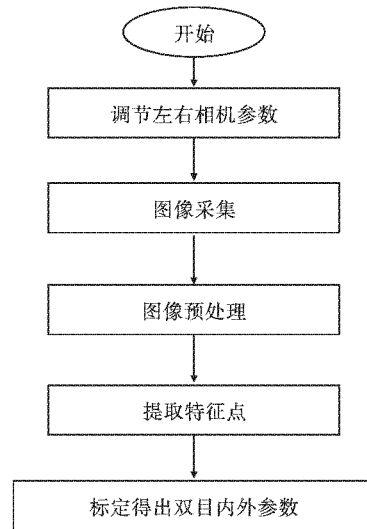 开始
调节左右相机参数
图像采集
图像预处理
提取特征点
标定得出双目内外参数